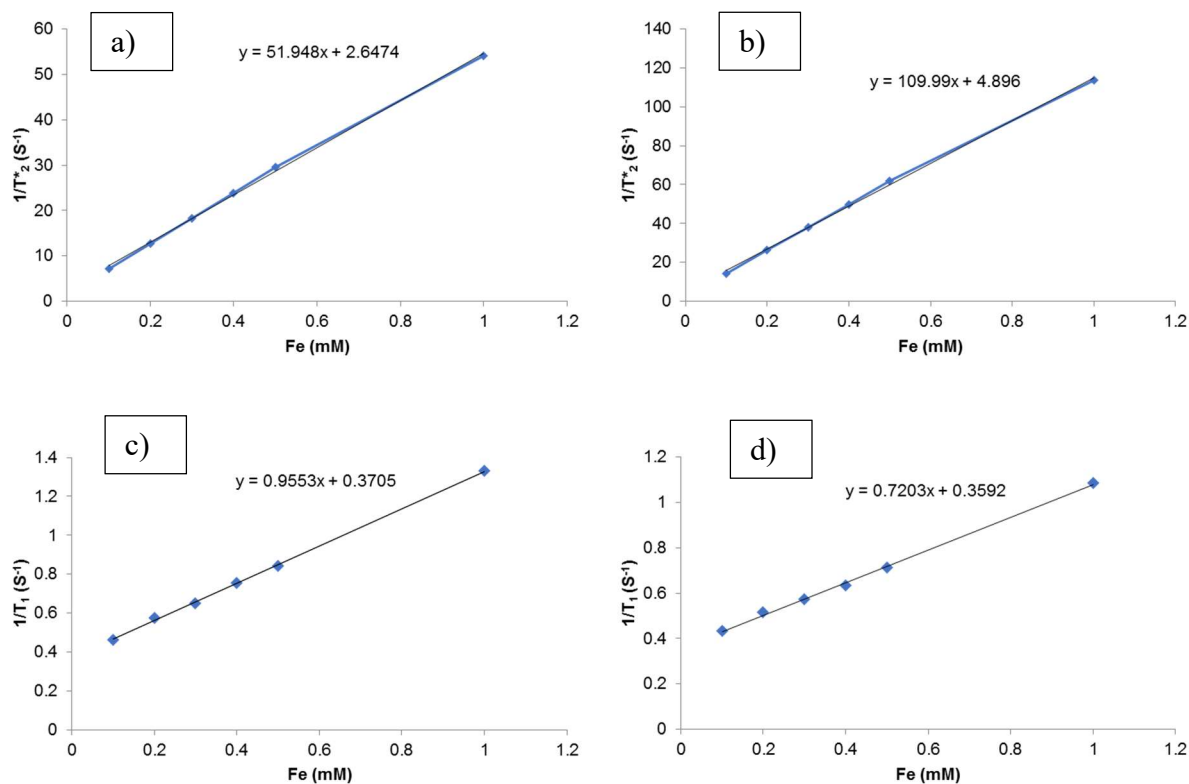 a)
y = 51.948x + 2.6474
1/T*2 (S-1)
60
50
40
30
20
10
0
0 0.2 0.4 0.6 0.8 1 1.2
Fe (mM)
b)
y = 109.99x + 4.896
1/T*2 (S-1)
140
120
100
80
60
40
20
0
0 0.2 0.4 0.6 0.8 1 1.2
Fe (mM)
c)
y = 0.9553x + 0.3705
1/T1 (S-1)
1.4
1.2
1
0.8
0.6
0.4
0.2
0
0 0.2 0.4 0.6 0.8 1 1.2
Fe (mM)
d)
y = 0.7203x + 0.3592
1/T1 (S-1)
1.2
1
0.8
0.6
0.4
0.2
0
0 0.2 0.4 0.6 0.8 1 1.2
Fe (mM)